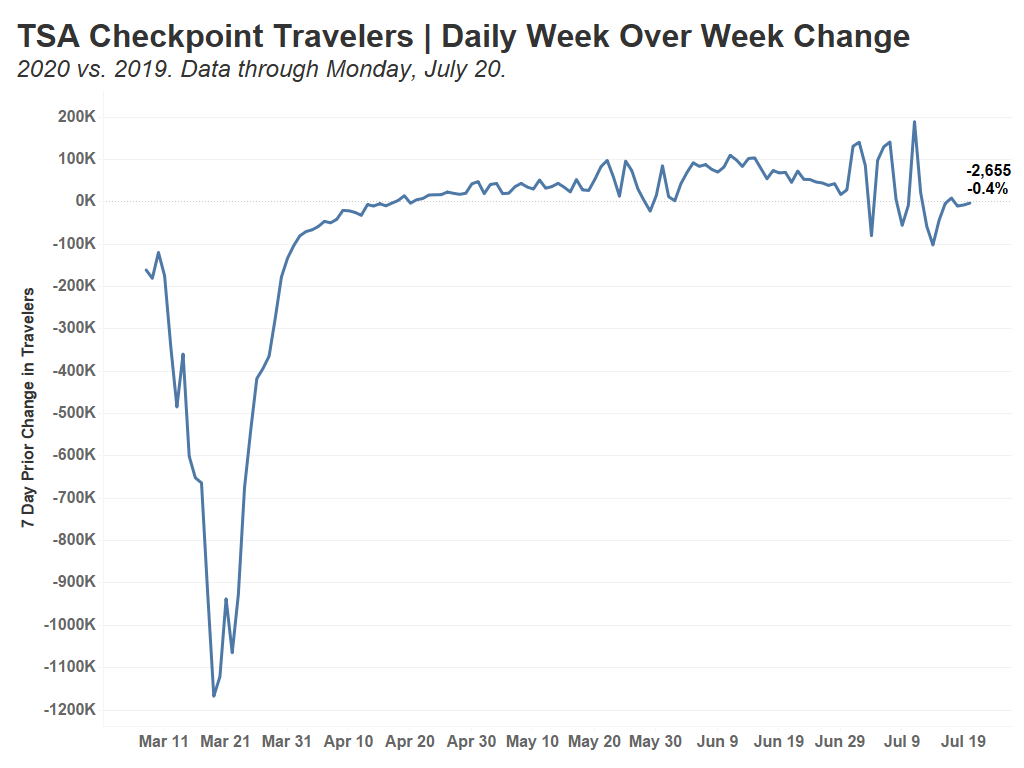 TSA Checkpoint Travelers | Daily Week Over Week Change
2020 vs. 2019. Data through Monday, July 20.
7 Day Prior Change in Travelers
200K
100K
0K
-100K
-200K
-300K
-400K
-500K
-600K
-700K
-800K
-900K
-1000K
-1100K
-1200K
-2,655
-0.4%
Mar 11 Mar 21 Mar 31 Apr 10 Apr 20 Apr 30 May 10 May 20 May 30 Jun 9 Jun 19 Jun 29 Jul 9 Jul 19